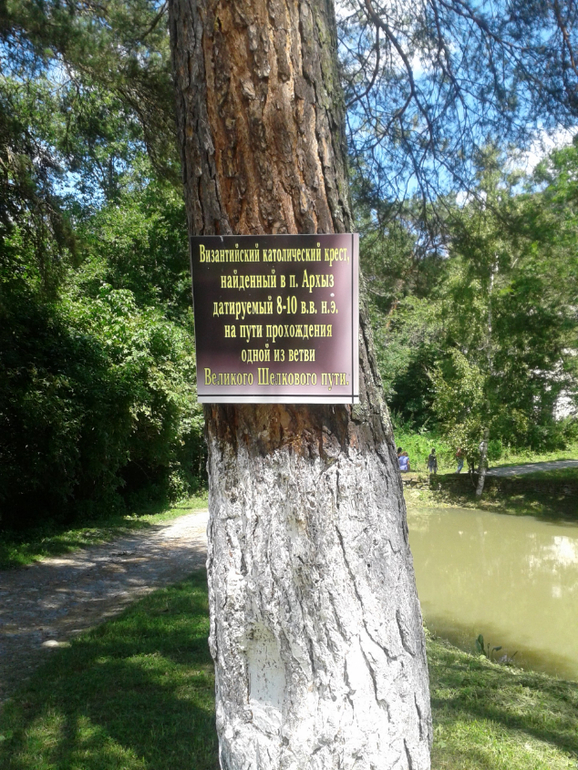 Византийский католический крест,
найденный в п. Архыз
датируемый 8-10 в.в. н.э.
на пути прохождения
одной из ветви
Великого Шелкового пути.